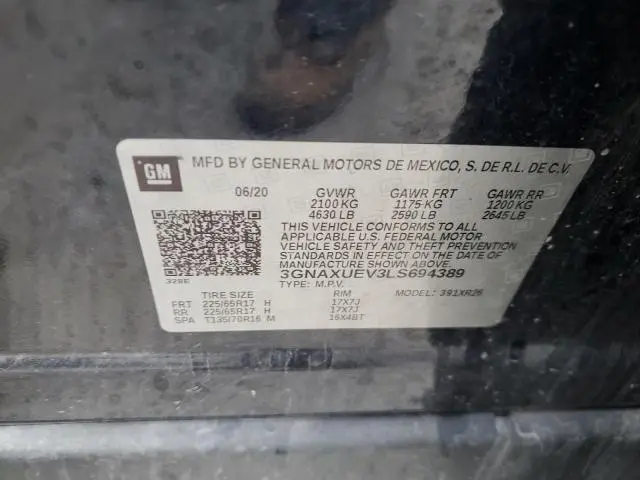 GM
MFD BY GENERAL MOTORS DE MEXICO, S. DE R.L. DE C.V.
06/20 GVWR GAWR FRT GAWR RR
2100 KG 1175 KG 1200 KG
4630 LB 2590 LB 2645 LB
THIS VEHICLE CONFORMS TO ALL
APPLICABLE U.S. FEDERAL MOTOR
VEHICLE SAFETY AND THEFT PREVENTION
STANDARDS IN EFFECT ON THE DATE OF
MANUFACTURE SHOWN ABOVE.
3GNAXUEV3LS694389
TYPE: M.P.V. MODEL: 391XR26
TIRE SIZE RIM
FRT 225/65R17 H 17X7J
RR 225/65R17 H 17X7J
SPA T135/70R16 M 16X4BT